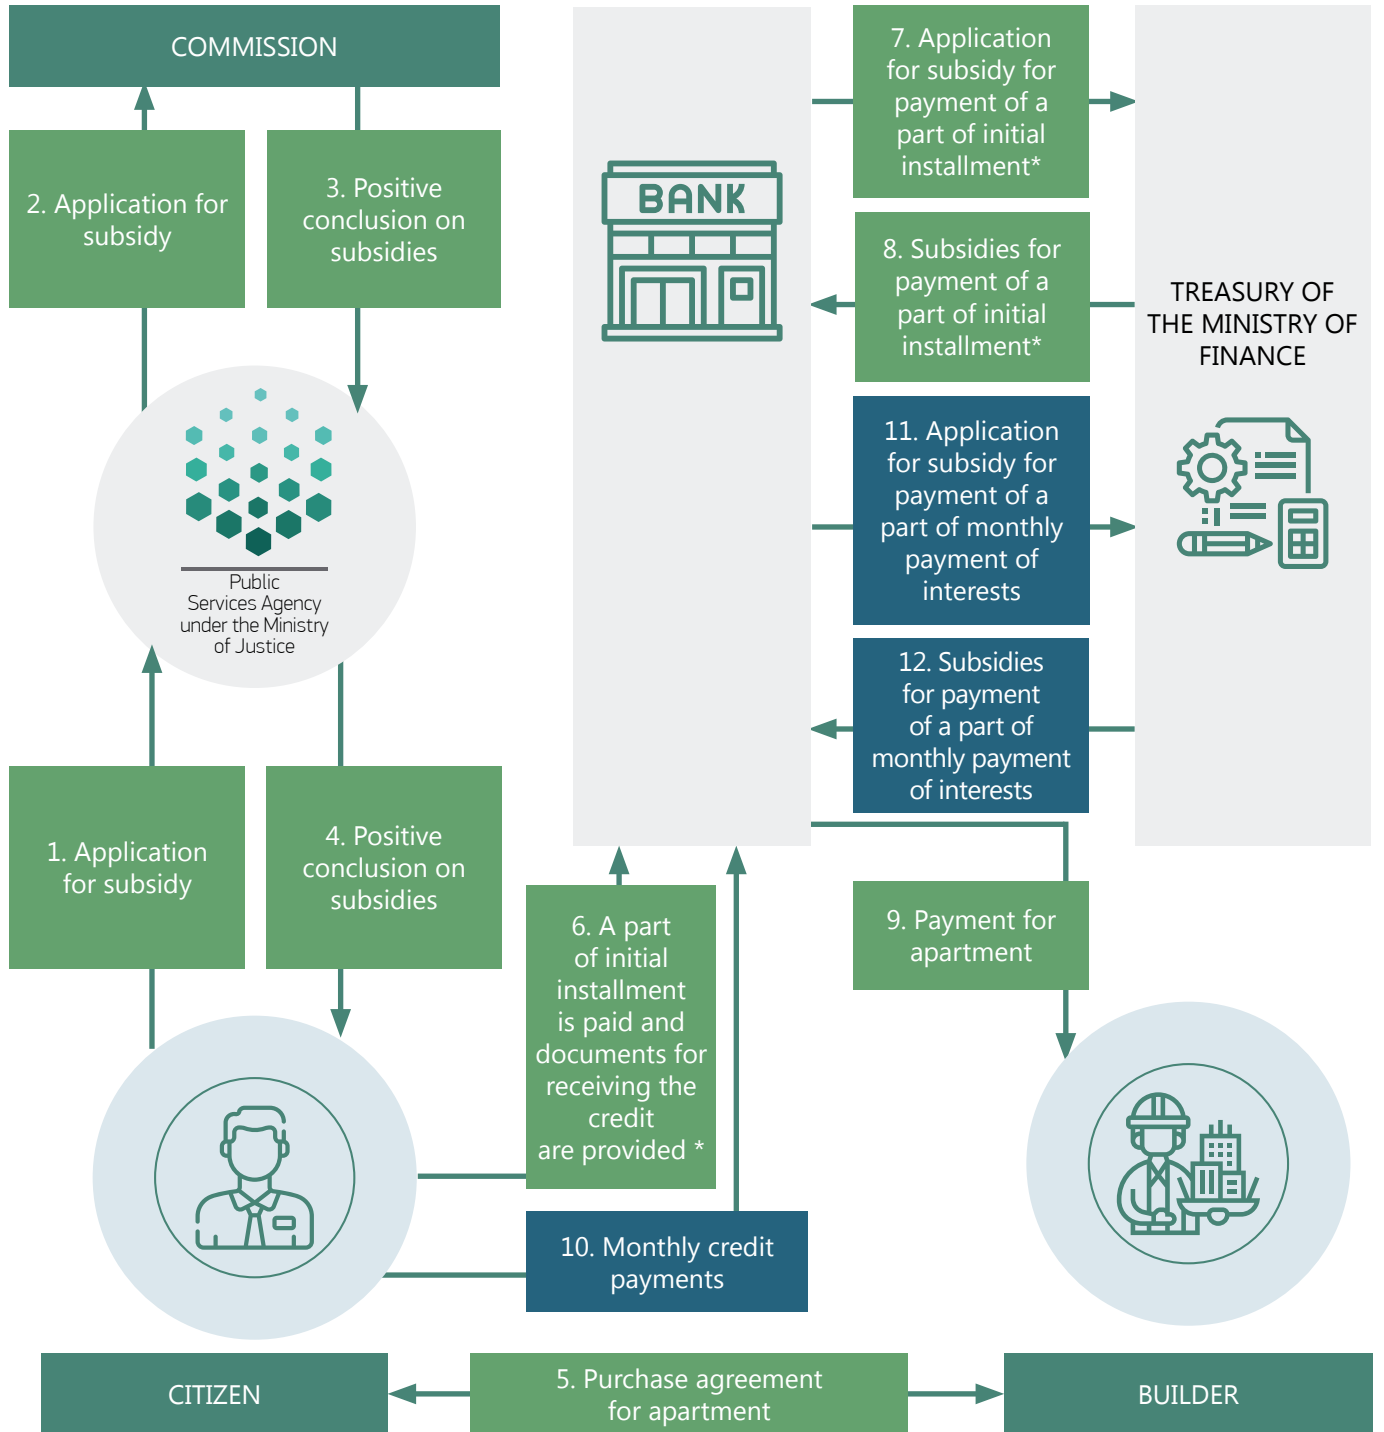 COMMISSION
2. Application for
subsidy
3. Positive
conclusion on
subsidies
Public
Services Agency
under the Ministry
of Justice
1. Application
for subsidy
4. Positive
conclusion on
subsidies
BANK
7. Application
for subsidy for
payment of a
part of initial
installment*
8. Subsidies for
payment of a
part of initial
installment*
11. Application
for subsidy for
payment of a
part of monthly
payment of
interests
12. Subsidies
for payment
of a part of
monthly payment
of interests
TREASURY OF
THE MINISTRY OF
FINANCE
6. A part
of initial
installment
is paid and
documents for
receiving the
credit
are provided *
9. Payment for
apartment
10. Monthly credit
payments
CITIZEN
5. Purchase agreement
for apartment
BUILDER